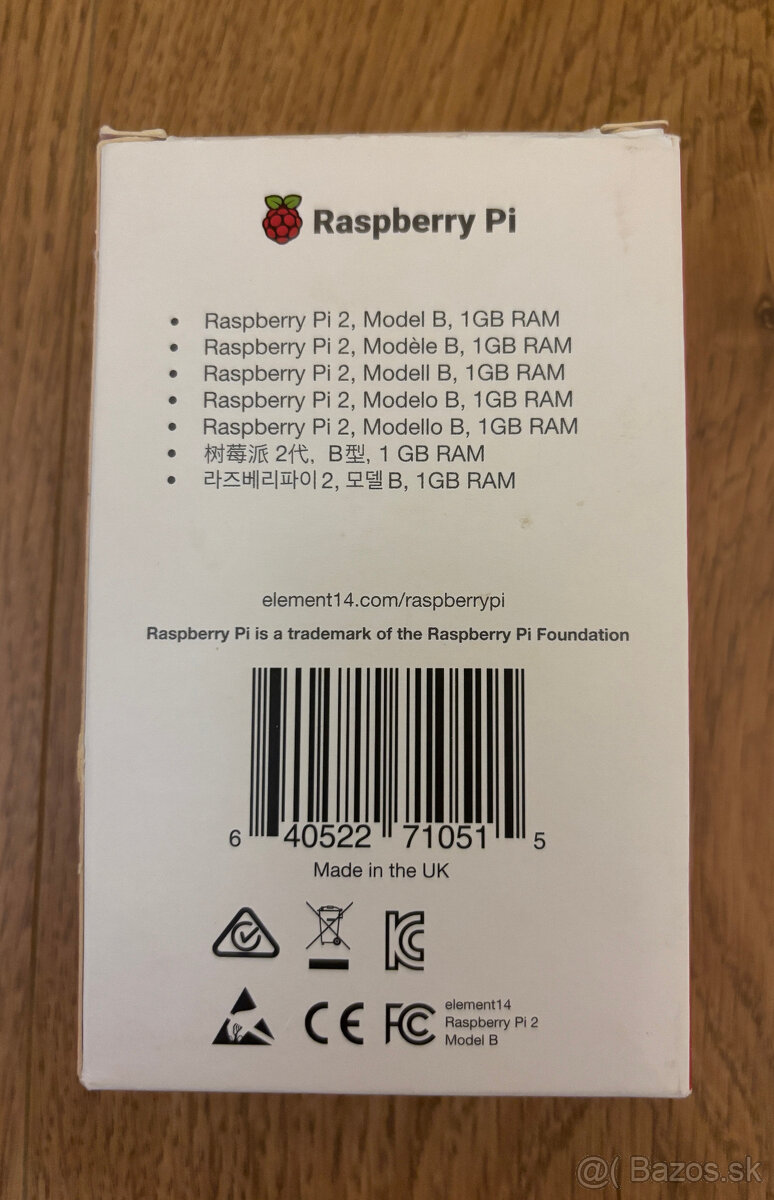 Raspberry Pi
• Raspberry Pi 2, Model B, 1GB RAM
• Raspberry Pi 2, Modèle B, 1GB RAM
• Raspberry Pi 2, Modell B, 1GB RAM
• Raspberry Pi 2, Modelo B, 1GB RAM
• Raspberry Pi 2, Modello B, 1GB RAM
• 树莓派 2代, B型, 1 GB RAM
• 라즈베리파이 2, 모델 B, 1GB RAM
element14.com/raspberrypi
Raspberry Pi is a trademark of the Raspberry Pi Foundation
6 40522 71051 5
Made in the UK
KC
CE FC
element14
Raspberry Pi 2
Model B
@( Bazos.sk